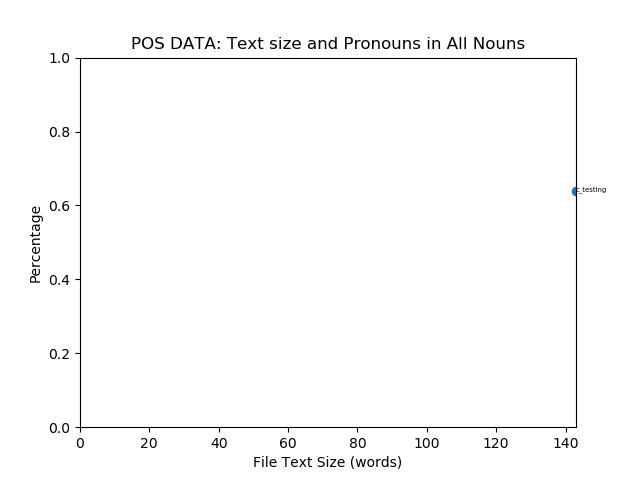 POS DATA: Text size and Pronouns in All Nouns
1.0
0.8
0.6
0.4
0.2
0.0
Percentage
c_testing
0 20 40 60 80 100 120 140
File Text Size (words)